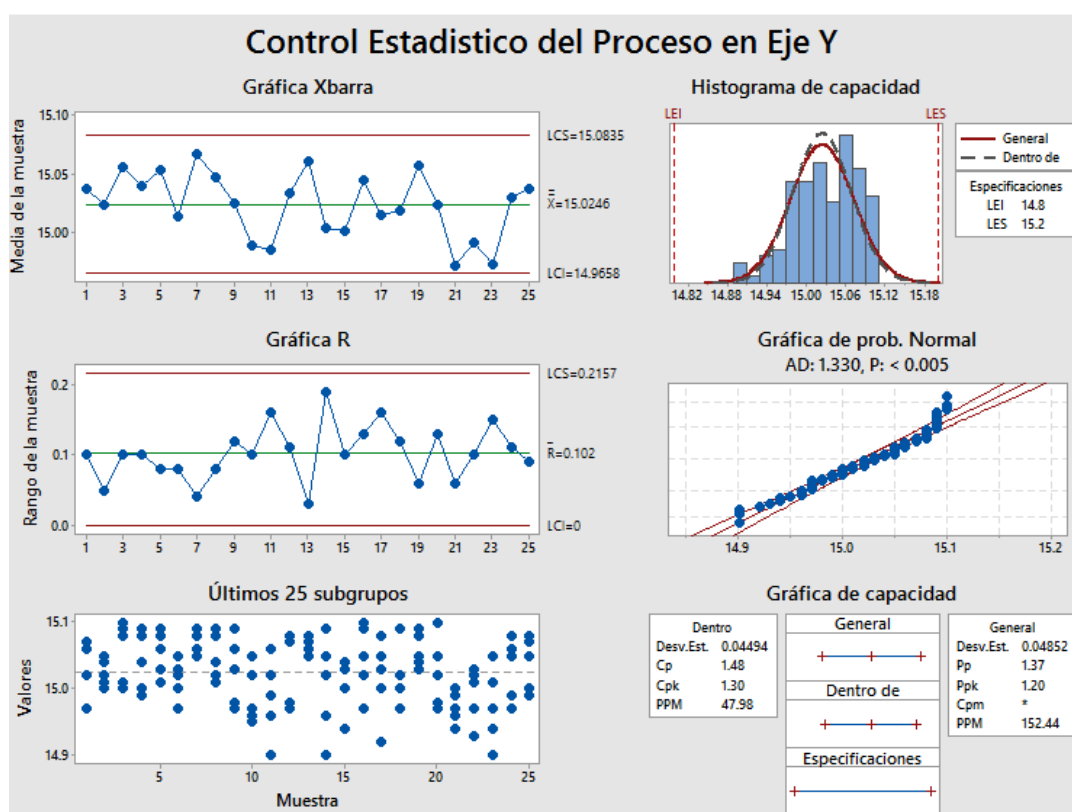 Control Estadistico del Proceso en Eje Y
Gráfica Xbarra
Media de la muestra
15.10
15.05
15.00
1 3 5 7 9 11 13 15 17 19 21 23 25
LCS=15.0835
X̿=15.0246
LCI=14.9658
Histograma de capacidad
LEI LES
14.82 14.88 14.94 15.00 15.06 15.12 15.18
General
Dentro de
Especificaciones
LEI 14.8
LES 15.2
Gráfica R
Rango de la muestra
0.2
0.1
0.0
1 3 5 7 9 11 13 15 17 19 21 23 25
LCS=0.2157
R̅=0.102
LCI=0
Gráfica de prob. Normal
AD: 1.330, P: < 0.005
14.9 15.0 15.1 15.2
Últimos 25 subgrupos
Valores
15.1
15.0
14.9
5 10 15 20 25
Muestra
Gráfica de capacidad
Dentro
Desv.Est. 0.04494
Cp 1.48
Cpk 1.30
PPM 47.98
General
Dentro de
Especificaciones
General
Desv.Est. 0.04852
Pp 1.37
Ppk 1.20
Cpm *
PPM 152.44